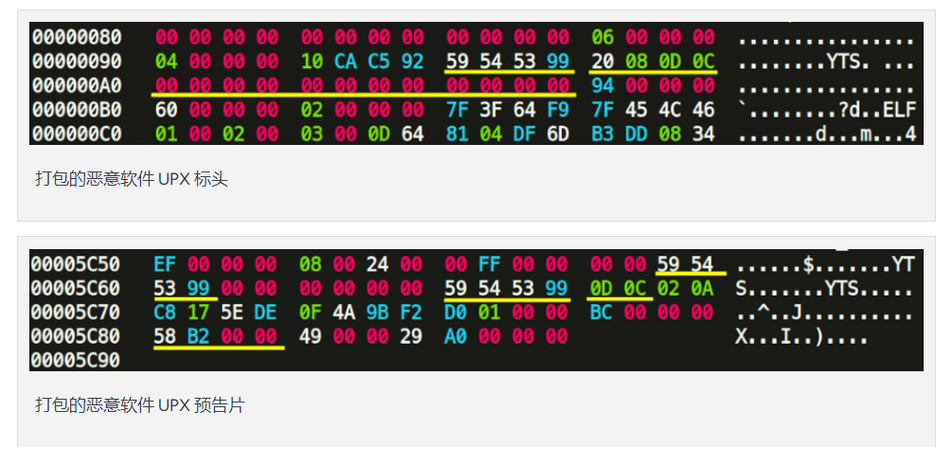 00000080 00 00 00 00 00 00 00 00 00 00 00 00 06 00 00 00 ................
00000090 04 00 00 00 10 CA C5 92 59 54 53 99 20 08 0D 0C ........YTS. ...
000000A0 00 00 00 00 00 00 00 00 00 00 00 00 94 00 00 00 ................
000000B0 60 00 00 00 02 00 00 00 7F 3F 64 F9 7F 45 4C 46 `........?d..ELF
000000C0 01 00 02 00 03 00 0D 64 81 04 DF 6D B3 DD 08 34 .......d...m...4
打包的恶意软件 UPX 标头
00005C50 EF 00 00 00 08 00 24 00 00 FF 00 00 00 00 59 54 ......$.......YT
00005C60 53 99 00 00 00 00 00 00 59 54 53 99 0D 0C 02 0A S.......YTS.....
00005C70 C8 17 5E DE 0F 4A 9B F2 D0 01 00 00 BC 00 00 00 ..^..J..........
00005C80 58 B2 00 00 49 00 00 29 A0 00 00 00 X...I..)....
00005C90
打包的恶意软件 UPX 预告片